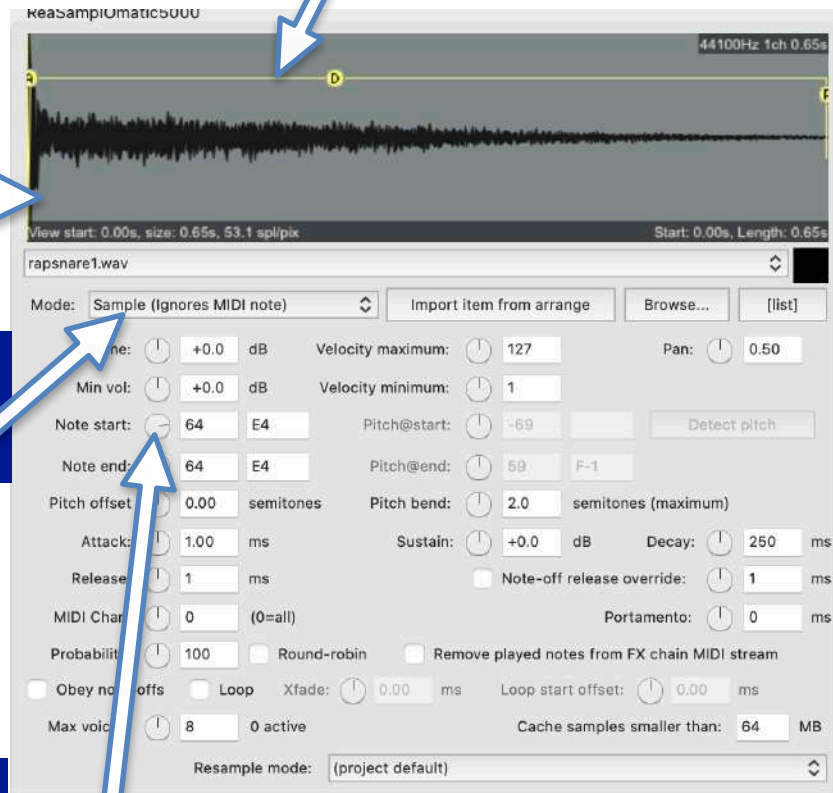 ReaSamplOmatic5000
44100Hz 1ch 0.65s
A D
View start: 0.00s, size: 0.65s, 53.1 spl/pix Start: 0.00s, Length: 0.65s
rapsnare1.wav
Mode: Sample (Ignores MIDI note) Import item from arrange Browse... [list]
+0.0 dB Velocity maximum: 127 Pan: 0.50
Min vol: +0.0 dB Velocity minimum: 1
Note start: 64 E4 Pitch@start: -69 Detect pitch
Note end: 64 E4 Pitch@end: 59 F-1
Pitch offset 0.00 semitones Pitch bend: 2.0 semitones (maximum)
Attack: 1.00 ms Sustain: +0.0 dB Decay: 250 ms
Release 1 ms Note-off release override: 1 ms
MIDI Chan 0 (0=all) Portamento: 0 ms
Probabilit 100 Round-robin Remove played notes from FX chain MIDI stream
Obey no offs Loop Xfade: 0.00 ms Loop start offset: 0.00 ms
Max voic 8 0 active Cache samples smaller than: 64 MB
Resample mode: (project default)